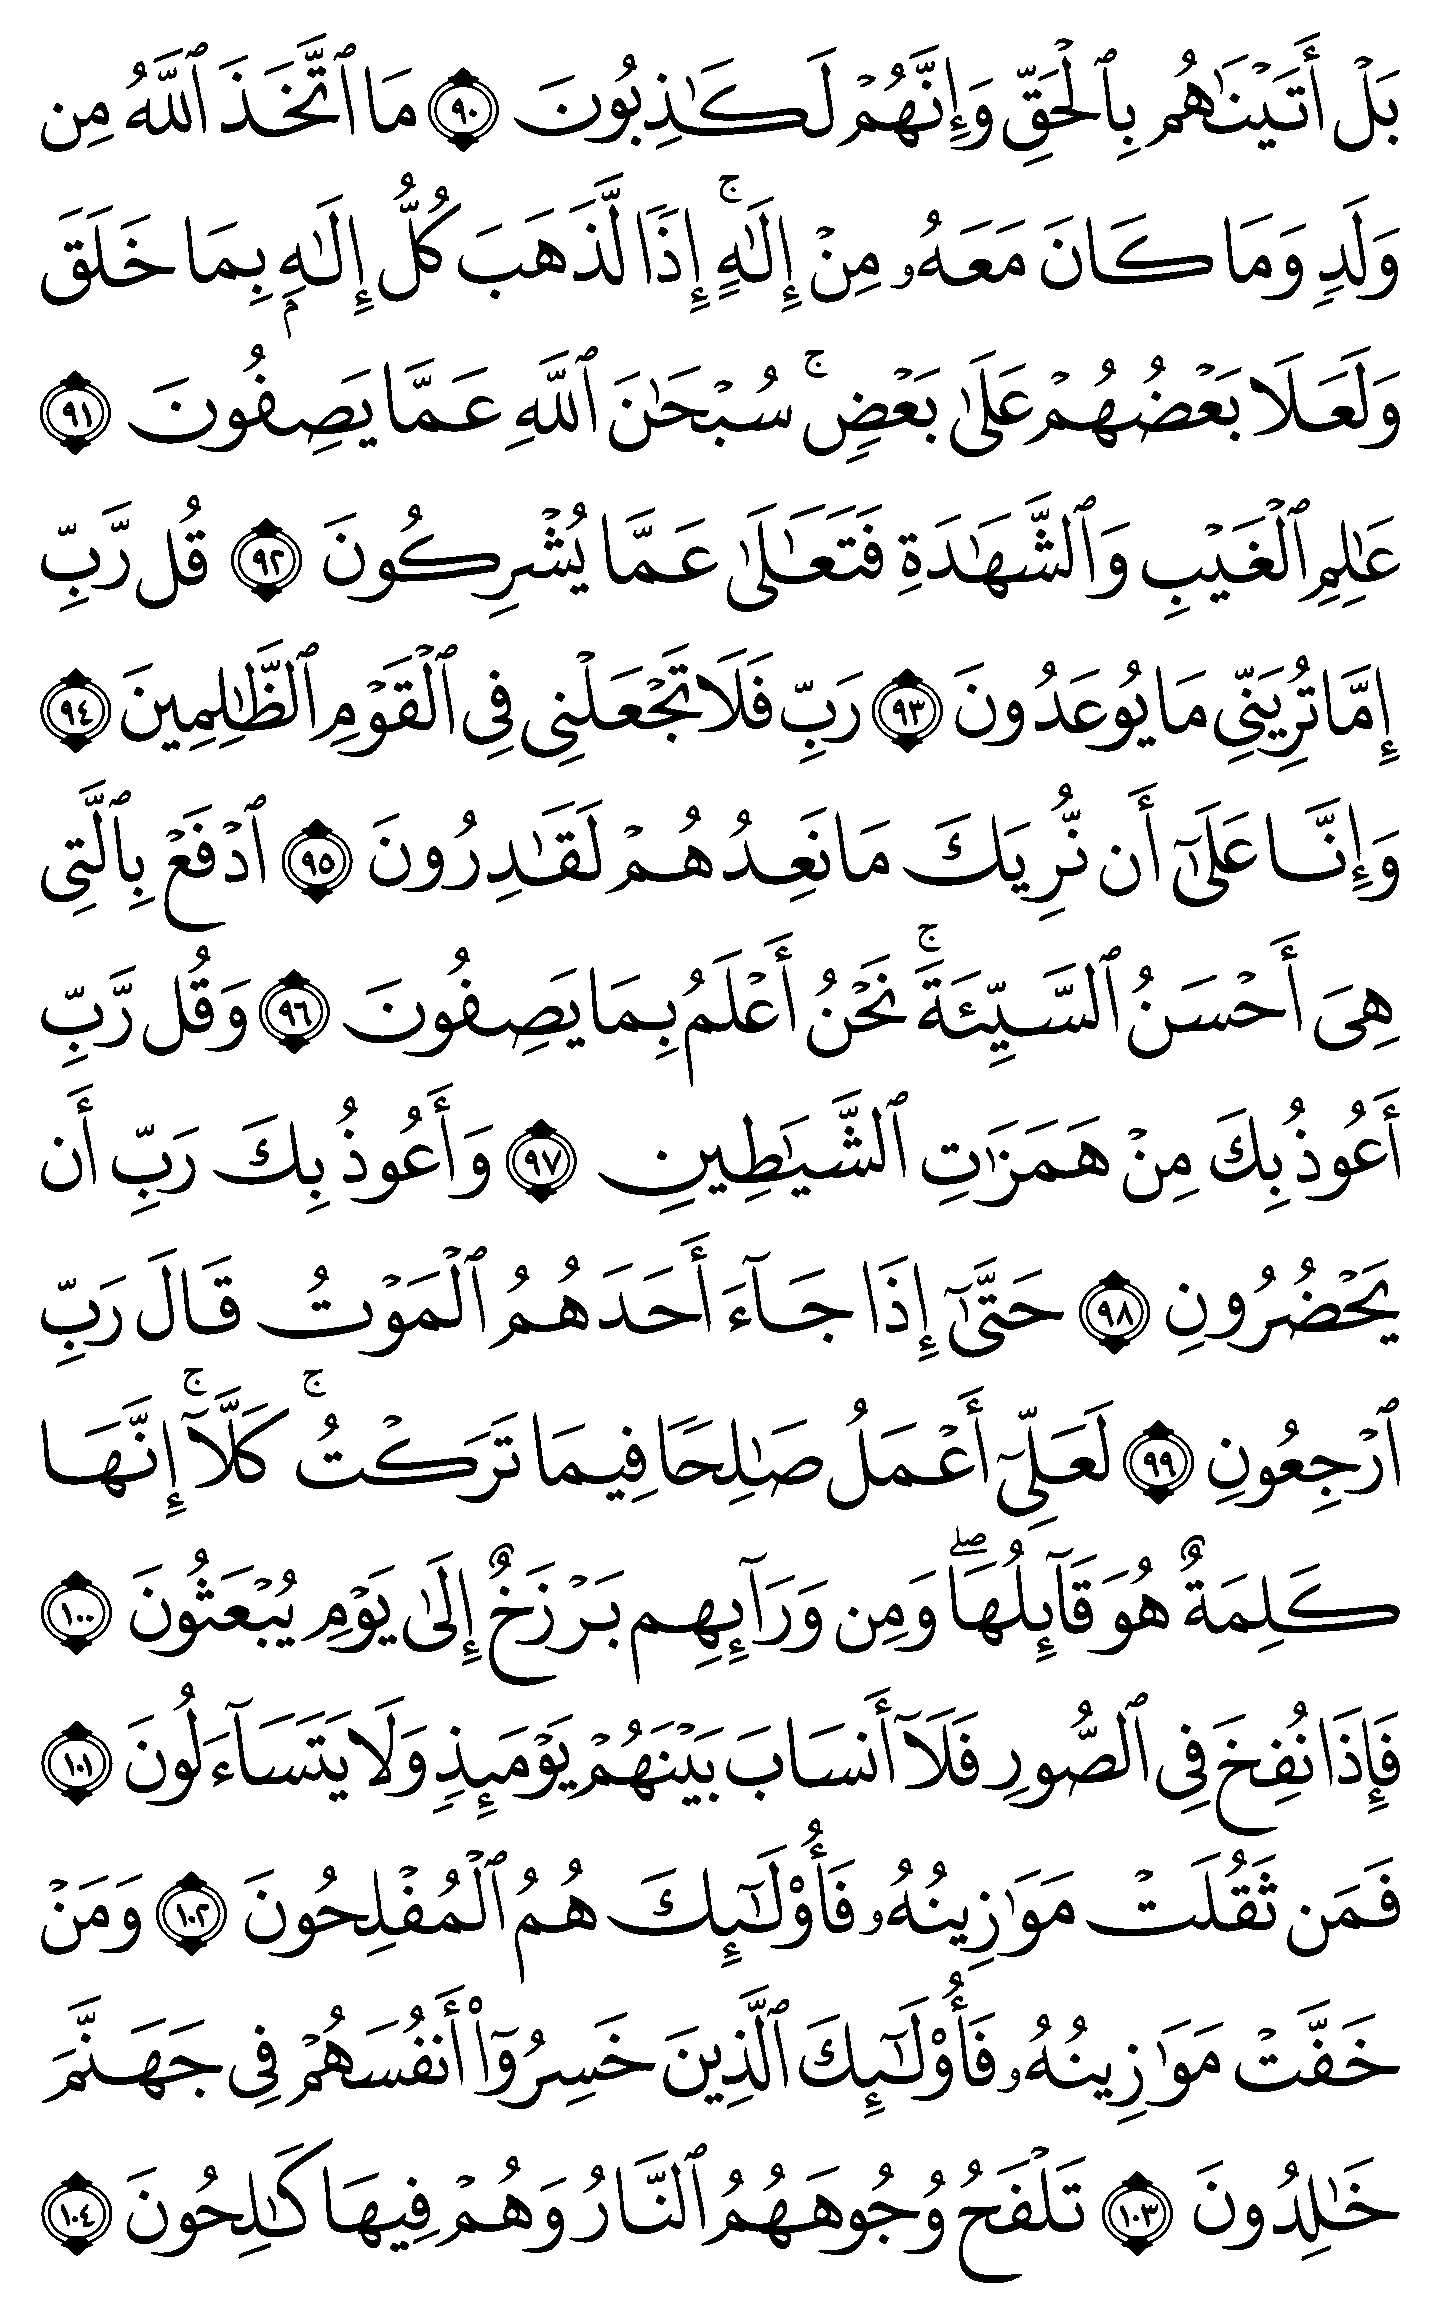 بَلْ أَتَيْنَٰهُم بِٱلْحَقِّ وَإِنَّهُمْ لَكَٰذِبُونَ ٩٠ مَا ٱتَّخَذَ ٱللَّهُ مِن
وَلَدٍ وَمَا كَانَ مَعَهُۥ مِنْ إِلَٰهٍ ۚ إِذًا لَّذَهَبَ كُلُّ إِلَٰهٍۭ بِمَا خَلَقَ
وَلَعَلَا بَعْضُهُمْ عَلَىٰ بَعْضٍ ۚ سُبْحَٰنَ ٱللَّهِ عَمَّا يَصِفُونَ ٩١
عَٰلِمِ ٱلْغَيْبِ وَٱلشَّهَٰدَةِ فَتَعَٰلَىٰ عَمَّا يُشْرِكُونَ ٩٢ قُل رَّبِّ
إِمَّا تُرِيَنِّى مَا يُوعَدُونَ ٩٣ رَبِّ فَلَا تَجْعَلْنِى فِى ٱلْقَوْمِ ٱلظَّٰلِمِينَ ٩٤
وَإِنَّا عَلَىٰٓ أَن نُّرِيَكَ مَا نَعِدُهُمْ لَقَٰدِرُونَ ٩٥ ٱدْفَعْ بِٱلَّتِى
هِىَ أَحْسَنُ ٱلسَّيِّئَةَ ۚ نَحْنُ أَعْلَمُ بِمَا يَصِفُونَ ٩٦ وَقُل رَّبِّ
أَعُوذُ بِكَ مِنْ هَمَزَٰتِ ٱلشَّيَٰطِينِ ٩٧ وَأَعُوذُ بِكَ رَبِّ أَن
يَحْضُرُونِ ٩٨ حَتَّىٰٓ إِذَا جَآءَ أَحَدَهُمُ ٱلْمَوْتُ قَالَ رَبِّ
ٱرْجِعُونِ ٩٩ لَعَلِّىٓ أَعْمَلُ صَٰلِحًا فِيمَا تَرَكْتُ ۚ كَلَّآ ۚ إِنَّهَا
كَلِمَةٌ هُوَ قَآئِلُهَا ۖ وَمِن وَرَآئِهِم بَرْزَخٌ إِلَىٰ يَوْمِ يُبْعَثُونَ ١٠٠
فَإِذَا نُفِخَ فِى ٱلصُّورِ فَلَآ أَنسَابَ بَيْنَهُمْ يَوْمَئِذٍ وَلَا يَتَسَآءَلُونَ ١٠١
فَمَن ثَقُلَتْ مَوَٰزِينُهُۥ فَأُو۟لَٰٓئِكَ هُمُ ٱلْمُفْلِحُونَ ١٠٢ وَمَنْ
خَفَّتْ مَوَٰزِينُهُۥ فَأُو۟لَٰٓئِكَ ٱلَّذِينَ خَسِرُوٓا۟ أَنفُسَهُمْ فِى جَهَنَّمَ
خَٰلِدُونَ ١٠٣ تَلْفَحُ وُجُوهَهُمُ ٱلنَّارُ وَهُمْ فِيهَا كَٰلِحُونَ ١٠٤